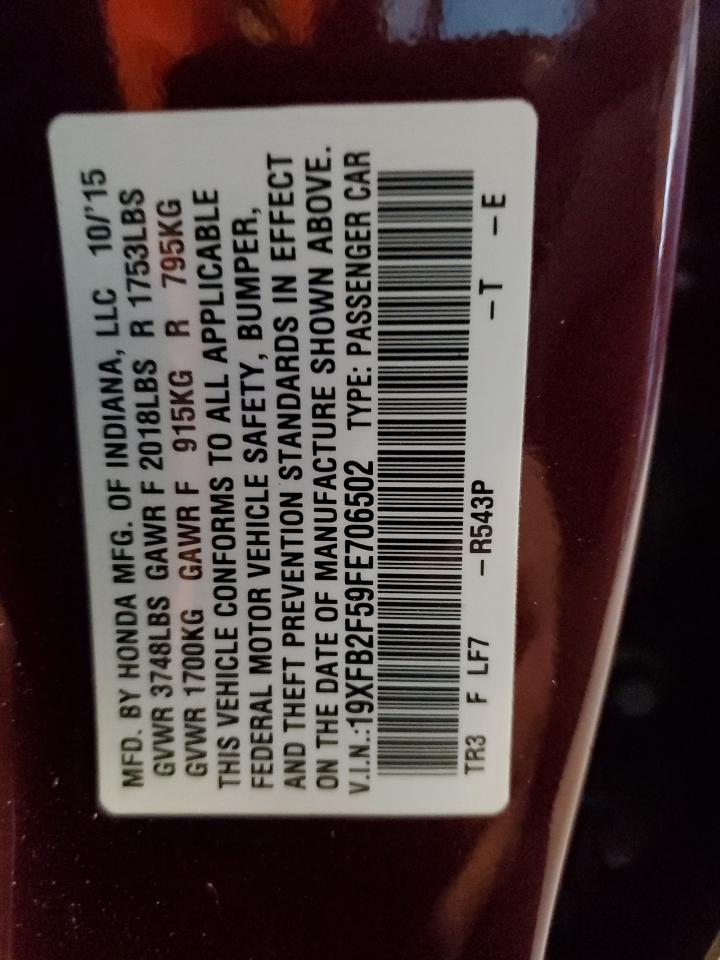 MFD. BY HONDA MFG. OF INDIANA, LLC 10/'15
GVWR 3748LBS GAWR F 2018LBS R 1753LBS
GVWR 1700KG GAWR F 915KG R 795KG
THIS VEHICLE CONFORMS TO ALL APPLICABLE
FEDERAL MOTOR VEHICLE SAFETY, BUMPER,
AND THEFT PREVENTION STANDARDS IN EFFECT
ON THE DATE OF MANUFACTURE SHOWN ABOVE.
V.I.N.:19XFB2F59FE706502 TYPE: PASSENGER CAR
TR3 F LF7 –R543P –T –E